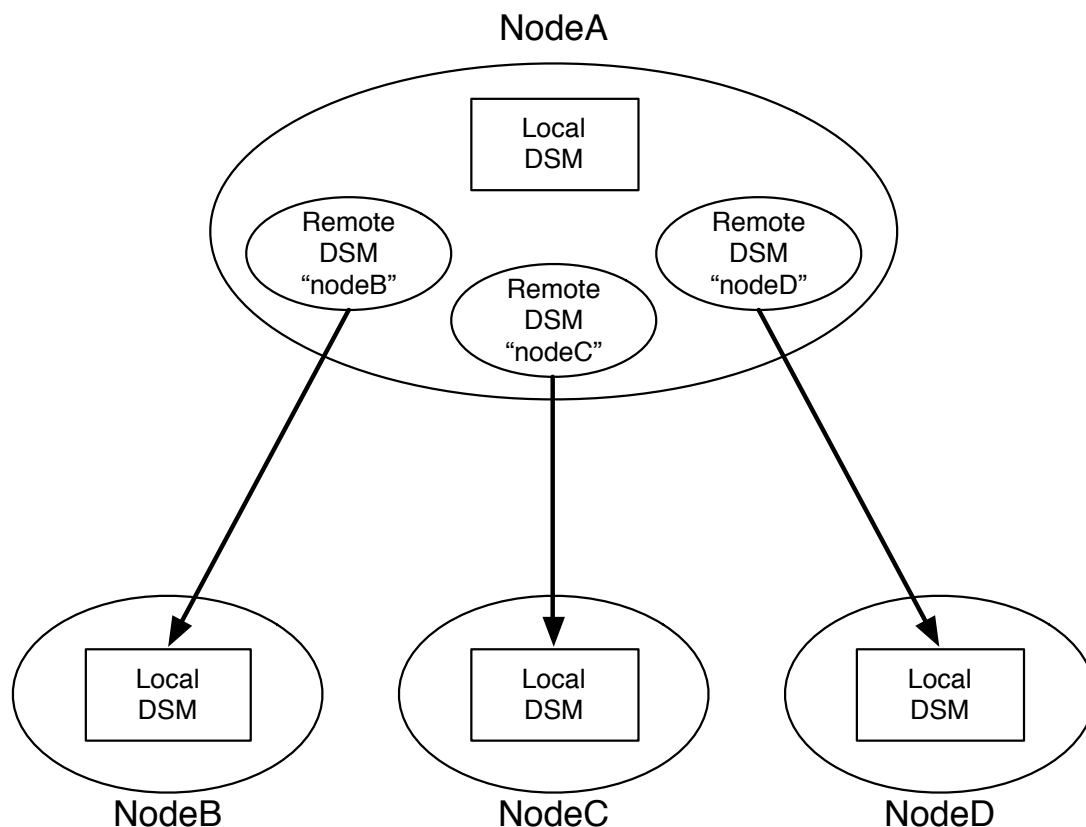 NodeA
Local
DSM
Remote
DSM
“nodeB”
Remote
DSM
“nodeC”
Remote
DSM
“nodeD”
Local
DSM
Local
DSM
Local
DSM
NodeB
NodeC
NodeD